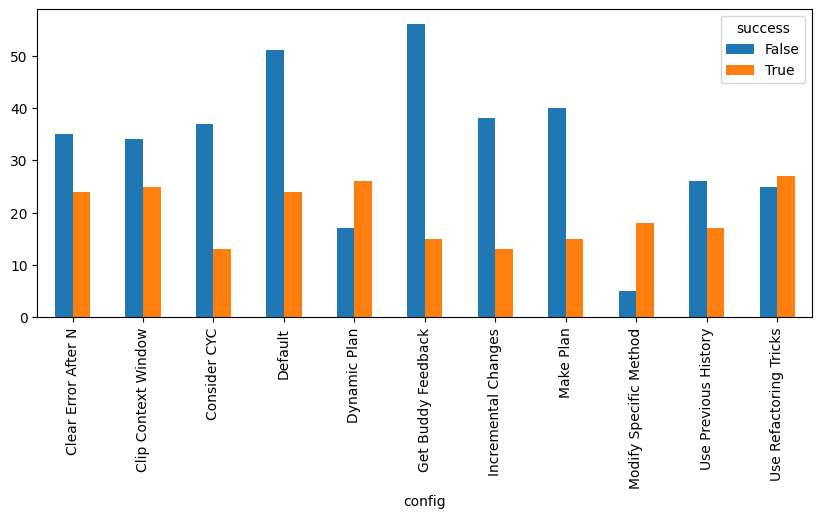 success
False
True
50
40
30
20
10
0
Clear Error After N
Clip Context Window
Consider CYC
Default
Dynamic Plan
Get Buddy Feedback
Incremental Changes
Make Plan
Modify Specific Method
Use Previous History
Use Refactoring Tricks
config